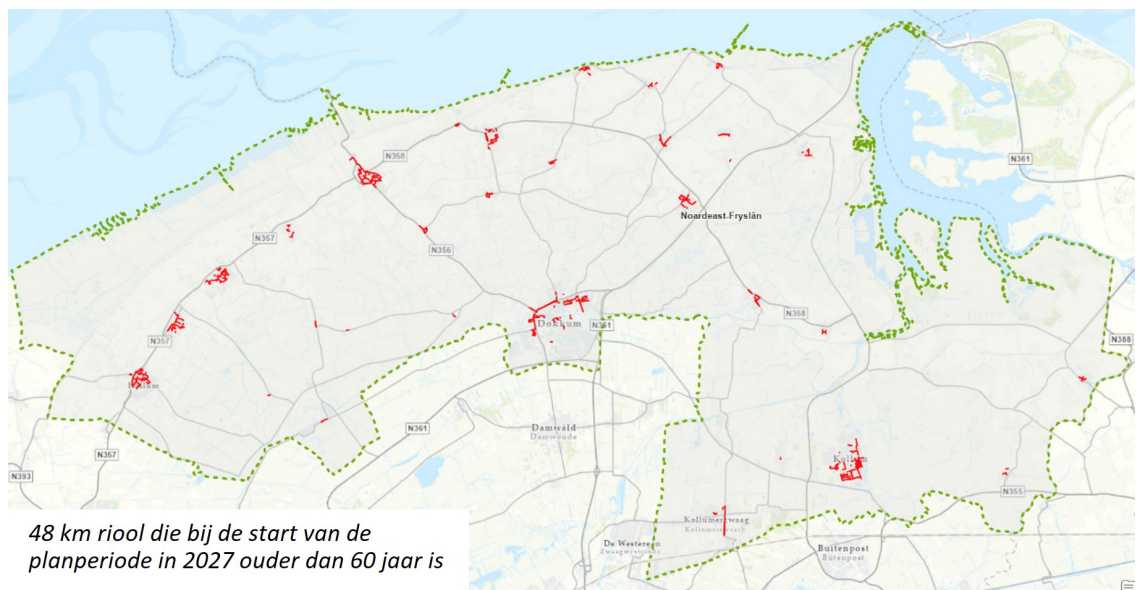 N361
N358
Noardeast-Fryslân
N357
N356
N358
Dokkum
N361
N357
N388
N361
Damwâld
Damwoude
N357
N393
Kollum
N355
Kollumerzwaag
De Westereen
Zwaagwesteinde
Buitenpost
Bûtenpost
48 km riool die bij de start van de
planperiode in 2027 ouder dan 60 jaar is